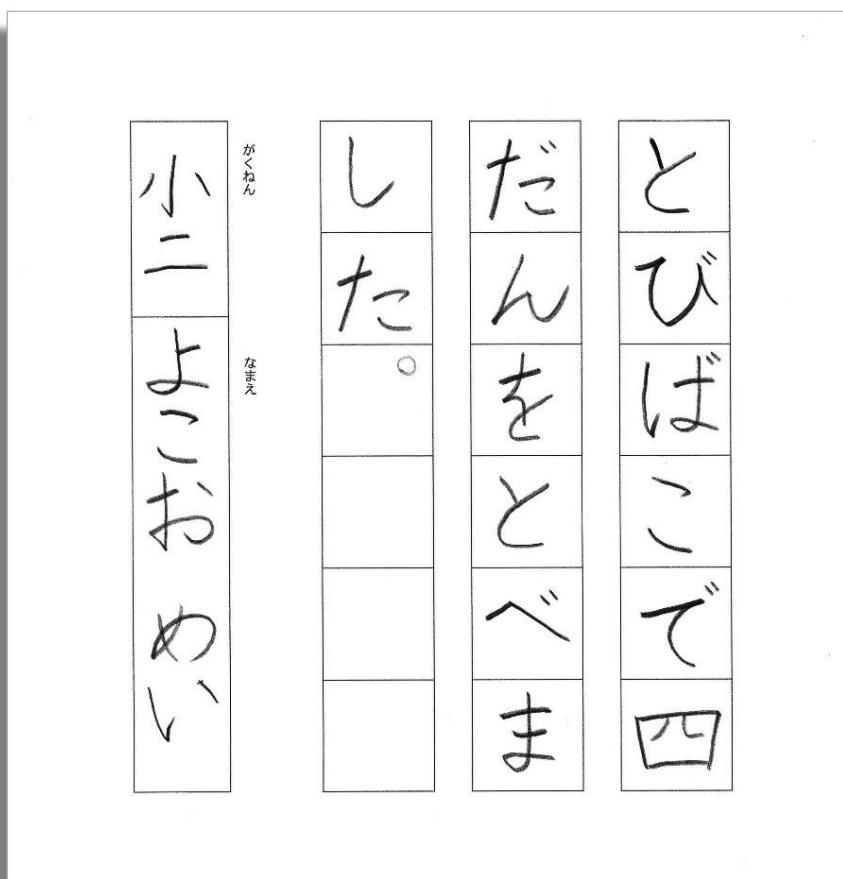 とびばこで四
だんをとべま
した。
がくねん
小二
なまえ
よこお めい